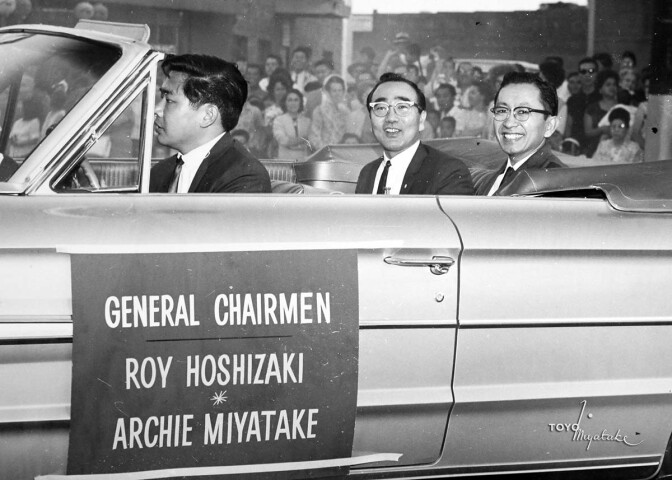 GENERAL CHAIRMEN
ROY HOSHIZAKI
*
ARCHIE MIYATAKE
TOYO Miyatake